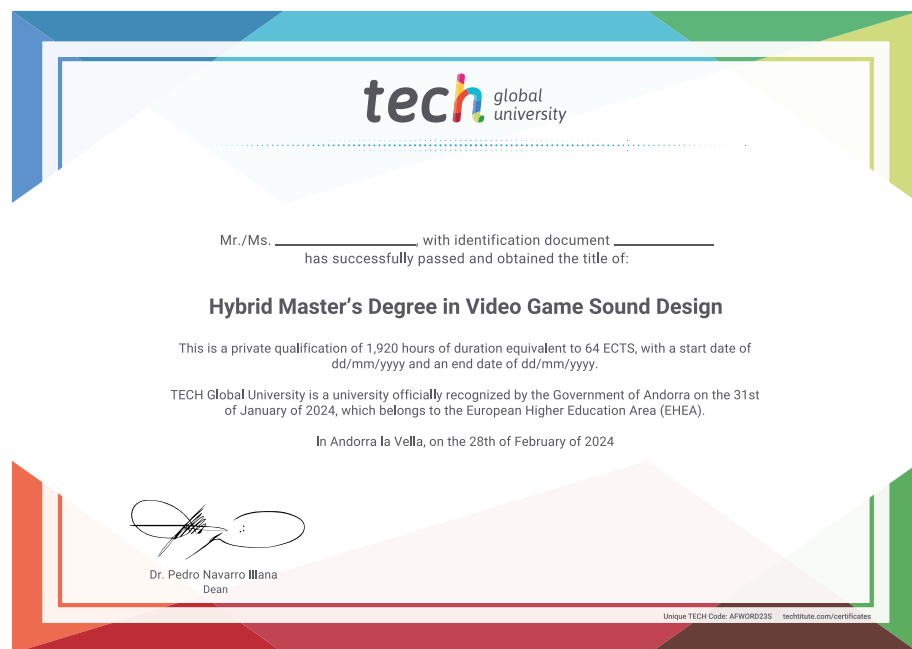 tech global
university
Mr./Ms. ____________, with identification document ____________
has successfully passed and obtained the title of:
Hybrid Master’s Degree in Video Game Sound Design
This is a private qualification of 1,920 hours of duration equivalent to 64 ECTS, with a start date of
dd/mm/yyyy and an end date of dd/mm/yyyy.
TECH Global University is a university officially recognized by the Government of Andorra on the 31st
of January of 2024, which belongs to the European Higher Education Area (EHEA).
In Andorra la Vella, on the 28th of February of 2024
Dr. Pedro Navarro Illana
Dean
Unique TECH Code: AFWORD23S techtitute.com/certificates